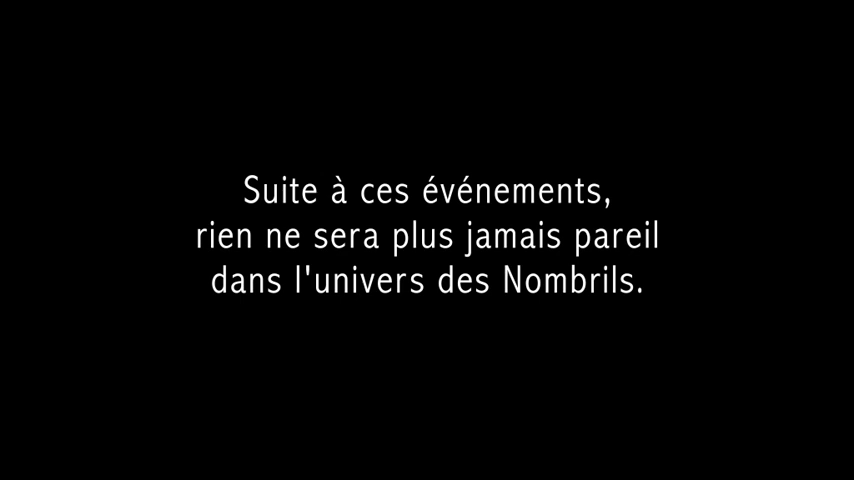 Suite à ces événements,
rien ne sera plus jamais pareil
dans l'univers des Nombrils.